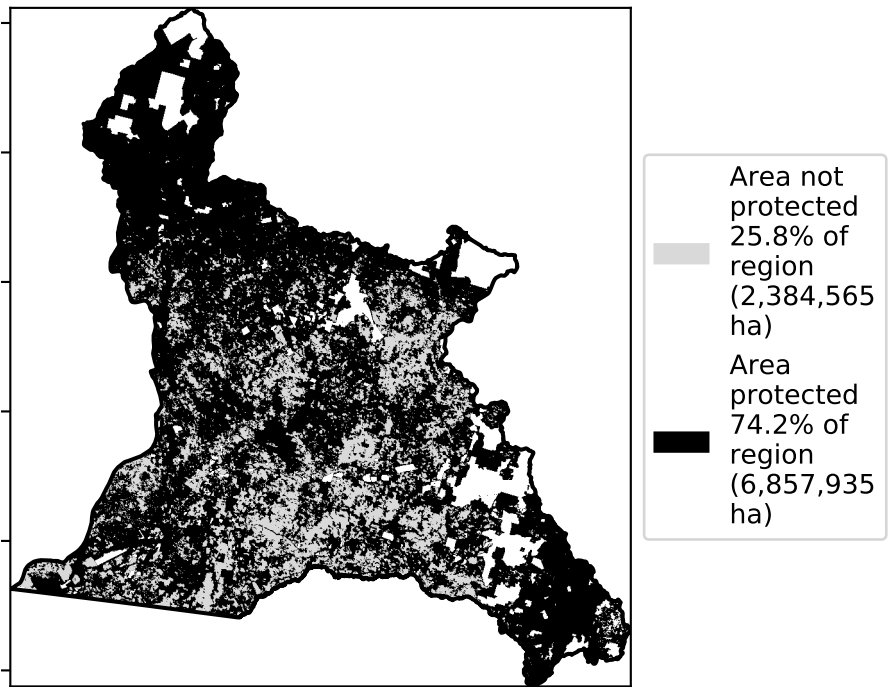 Area not
protected
25.8% of
region
(2,384,565
ha)
Area
protected
74.2% of
region
(6,857,935
ha)